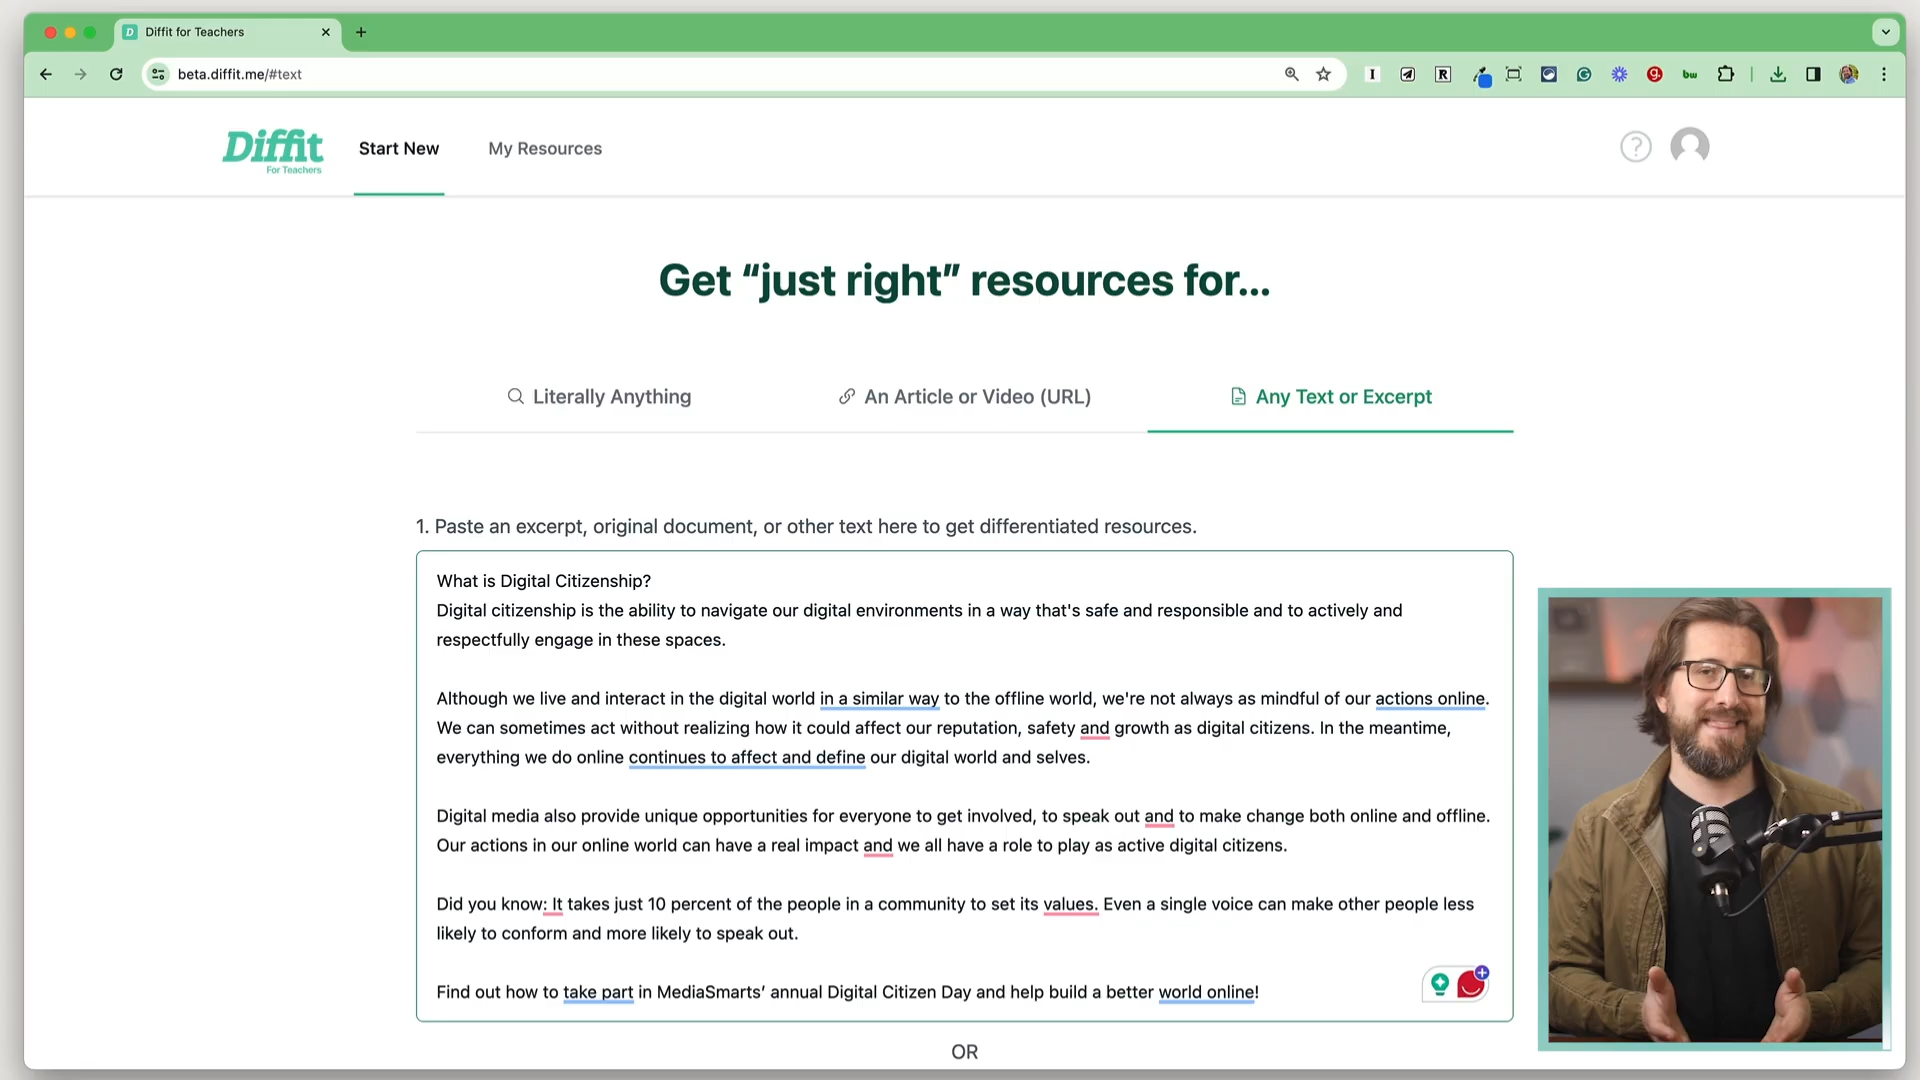 Diffit for Teachers
beta.diffit.me/#text
Diffit
For Teachers
Start New
My Resources
Get “just right” resources for...
Literally Anything
An Article or Video (URL)
Any Text or Excerpt
1. Paste an excerpt, original document, or other text here to get differentiated resources.
What is Digital Citizenship?
Digital citizenship is the ability to navigate our digital environments in a way that's safe and responsible and to actively and
respectfully engage in these spaces.
Although we live and interact in the digital world in a similar way to the offline world, we're not always as mindful of our actions online.
We can sometimes act without realizing how it could affect our reputation, safety and growth as digital citizens. In the meantime,
everything we do online continues to affect and define our digital world and selves.
Digital media also provide unique opportunities for everyone to get involved, to speak out and to make change both online and offline.
Our actions in our online world can have a real impact and we all have a role to play as active digital citizens.
Did you know: It takes just 10 percent of the people in a community to set its values. Even a single voice can make other people less
likely to conform and more likely to speak out.
Find out how to take part in MediaSmarts’ annual Digital Citizen Day and help build a better world online!
OR